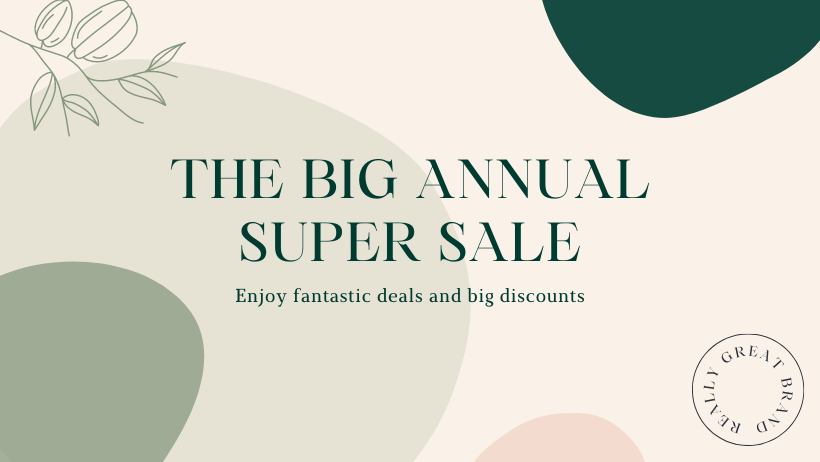 THE BIG ANNUAL
SUPER SALE
Enjoy fantastic deals and big discounts
REALLY GREAT BRAND